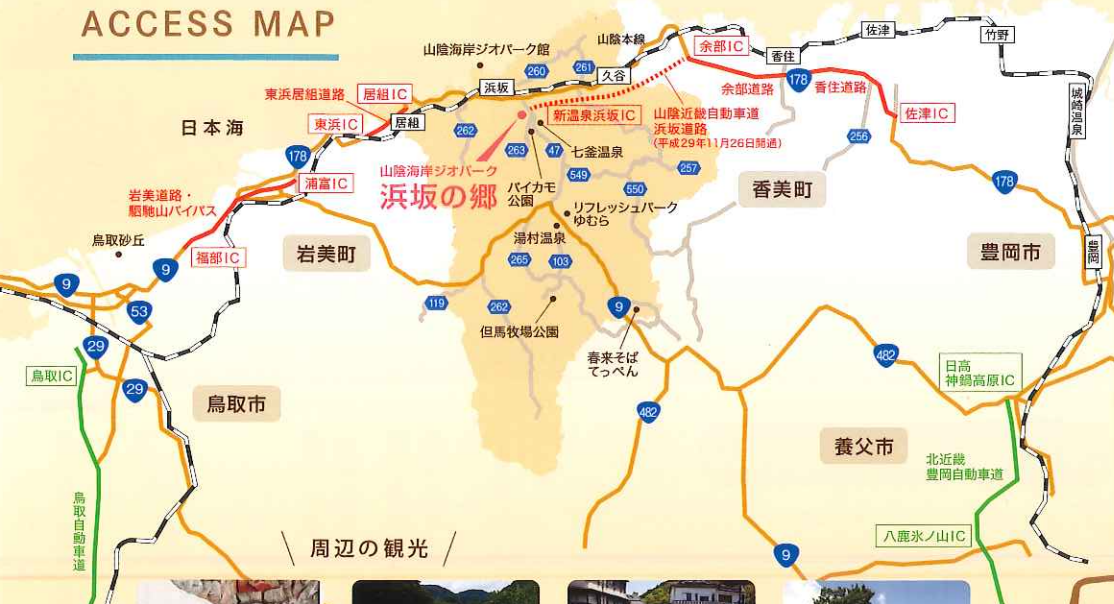 ACCESS MAP
山陰海岸ジオパーク館
山陰本線
余部IC
香住
佐津
竹野
城崎温泉
260
261
久谷
浜坂
178
余部道路
香住道路
佐津IC
東浜居組道路
居組IC
東浜IC
居組
日本海
262
新温泉浜坂IC
山陰近畿自動車道
浜坂道路
(平成29年11月26日開通)
256
178
浦富IC
山陰海岸ジオパーク
浜坂の郷
263
47
七釜温泉
549
257
550
バイカモ
公園
香美町
178
岩美道路・
駟馳山バイパス
リフレッシュパーク
ゆむら
湯村温泉
鳥取砂丘
福部IC
岩美町
265
103
豊岡市
豊岡
9
9
53
119
262
但馬牧場公園
9
春来そば
てっぺん
29
鳥取IC
29
鳥取市
482
482
日高
神鍋高原IC
養父市
北近畿
豊岡自動車道
鳥取自動車道
八鹿氷ノ山IC
9
周辺の観光